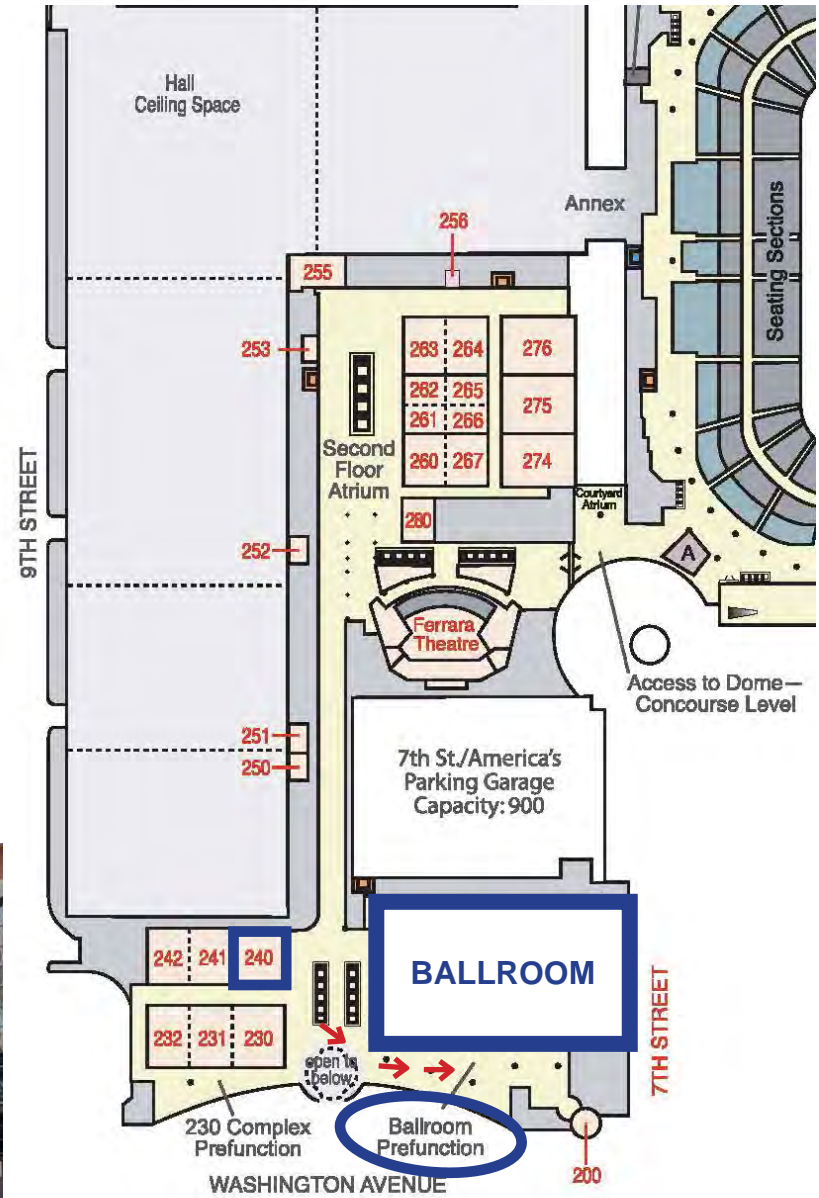 Hall
Ceiling Space
Annex
256
255
Seating Sections
253
263 264
276
262 265
275
261 266
Second
Floor
Atrium
260 267
274
9TH STREET
Courtyard
Atrium
280
252
A
Ferrara
Theatre
Access to Dome—
Concourse Level
251
250
7th St./America's
Parking Garage
Capacity: 900
242 241 240
BALLROOM
7TH STREET
232 231 230
open to
below
230 Complex
Prefunction
Ballroom
Prefunction
200
WASHINGTON AVENUE